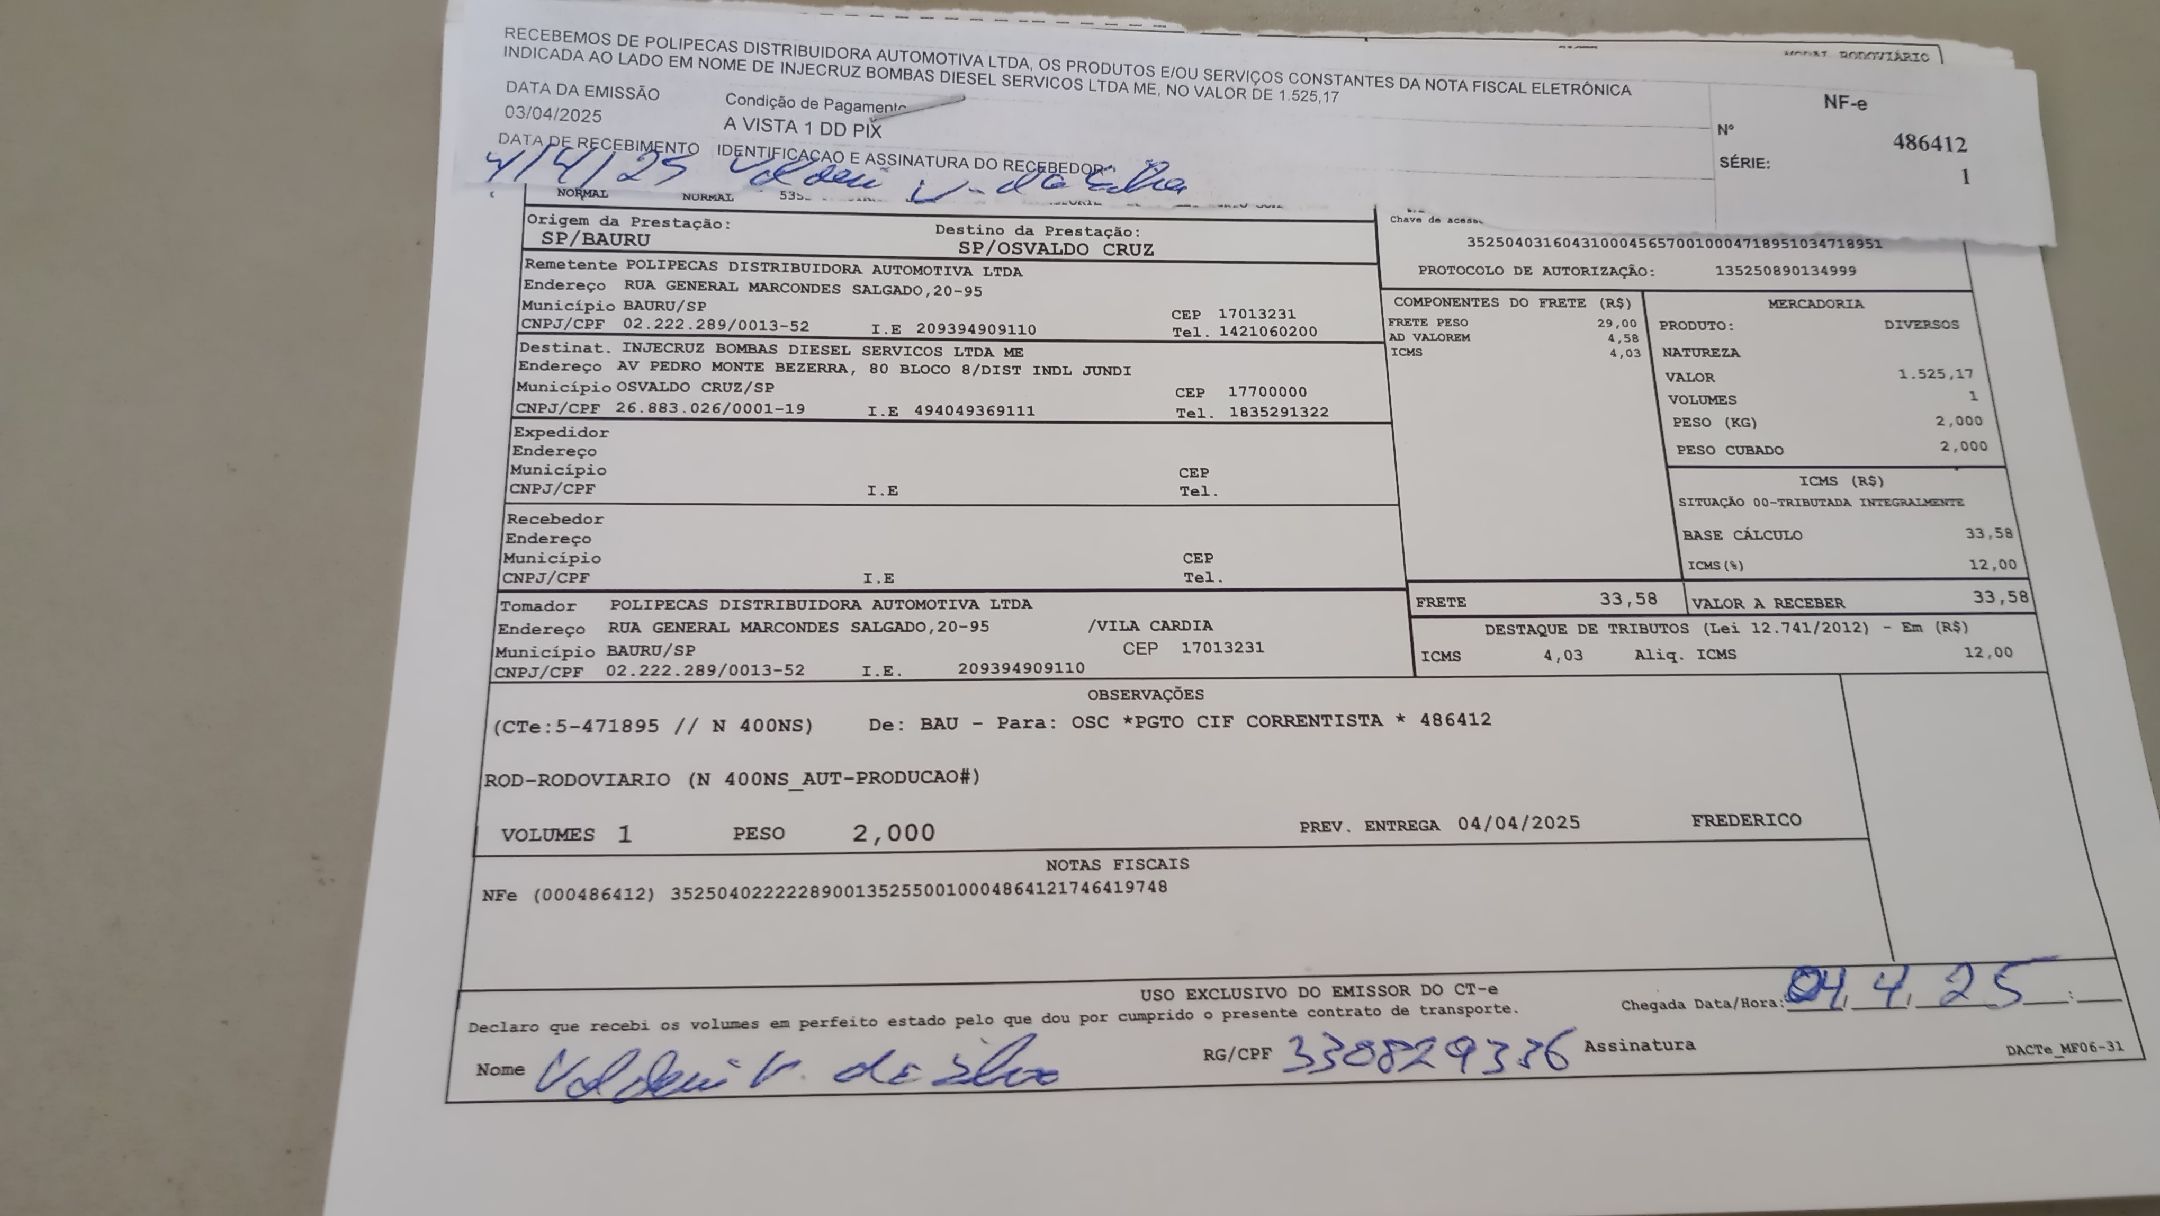 RECEBEMOS DE POLIPECAS DISTRIBUIDORA AUTOMOTIVA LTDA, OS PRODUTOS E/OU SERVIÇOS CONSTANTES DA NOTA FISCAL ELETRÔNICA
INDICADA AO LADO EM NOME DE INJECRUZ BOMBAS DIESEL SERVICOS LTDA ME, NO VALOR DE 1.525,17
RODOVIÁRIO
DATA DA EMISSÃO
03/04/2025
Condição de Pagamento
A VISTA 1 DD PIX
NF-e
Nº 486412
SÉRIE: 1
DATA DE RECEBIMENTO IDENTIFICAÇAO E ASSINATURA DO RECEBEDOR
4/4/25 Valdeni V. da Silva
NORMAL NORMAL
Origem da Prestação: Destino da Prestação:
SP/BAURU SP/OSVALDO CRUZ
Chave de
35250403160431000456570010004718951034718951
PROTOCOLO DE AUTORIZAÇÃO: 135250890134999
Remetente POLIPECAS DISTRIBUIDORA AUTOMOTIVA LTDA
Endereço RUA GENERAL MARCONDES SALGADO,20-95
Município BAURU/SP CEP 17013231
CNPJ/CPF 02.222.289/0013-52 I.E 209394909110 Tel. 1421060200
Destinat. INJECRUZ BOMBAS DIESEL SERVICOS LTDA ME
Endereço AV PEDRO MONTE BEZERRA, 80 BLOCO 8/DIST INDL JUNDI
Município OSVALDO CRUZ/SP CEP 17700000
CNPJ/CPF 26.883.026/0001-19 I.E 494049369111 Tel. 1835291322
Expedidor
Endereço
Município CEP
CNPJ/CPF I.E Tel.
Recebedor
Endereço
Município CEP
CNPJ/CPF I.E Tel.
Tomador POLIPECAS DISTRIBUIDORA AUTOMOTIVA LTDA
Endereço RUA GENERAL MARCONDES SALGADO,20-95 /VILA CARDIA
Município BAURU/SP CEP 17013231
CNPJ/CPF 02.222.289/0013-52 I.E. 209394909110
COMPONENTES DO FRETE (R$)
FRETE PESO 29,00
AD VALOREM 4,58
ICMS 4,03
MERCADORIA
PRODUTO: DIVERSOS
NATUREZA
VALOR 1.525,17
VOLUMES 1
PESO (KG) 2,000
PESO CUBADO 2,000
ICMS (R$)
SITUAÇÃO 00-TRIBUTADA INTEGRALMENTE
BASE CÁLCULO 33,58
ICMS(%) 12,00
FRETE 33,58 VALOR A RECEBER 33,58
DESTAQUE DE TRIBUTOS (Lei 12.741/2012) - Em (R$)
ICMS 4,03 Aliq. ICMS 12,00
OBSERVAÇÕES
(CTe:5-471895 // N 400NS) De: BAU - Para: OSC *PGTO CIF CORRENTISTA * 486412
ROD-RODOVIARIO (N 400NS_AUT-PRODUCAO#)
VOLUMES 1 PESO 2,000 PREV. ENTREGA 04/04/2025 FREDERICO
NOTAS FISCAIS
NFe (000486412) 35250402222289001352550010004864121746419748
USO EXCLUSIVO DO EMISSOR DO CT-e
Declaro que recebi os volumes em perfeito estado pelo que dou por cumprido o presente contrato de transporte.
Chegada Data/Hora: 04 4 25 :
Nome Valdeni V. da Silva RG/CPF 330829336 Assinatura
DACTe_MF06-31